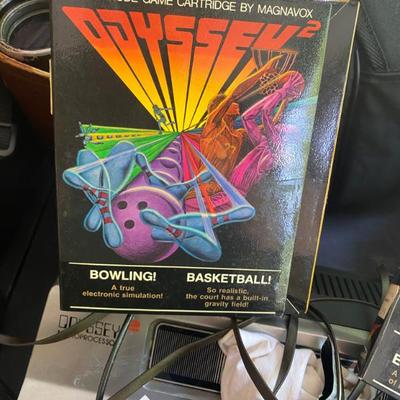 GAME CARTRIDGE BY MAGNAVOX
ODYSSEY²
BOWLING!
A true
electronic simulation!
BASKETBALL!
So realistic,
the court has a built-in
gravity field!
ODYSSEY